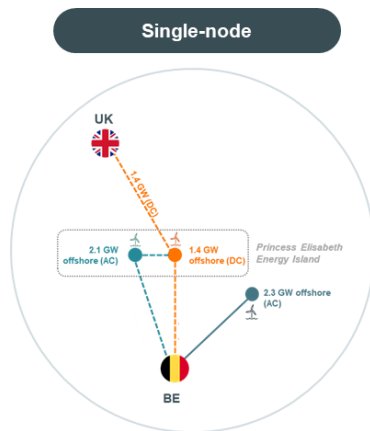 Single-node
UK
1.4 GW (DC)
2.1 GW
offshore (AC)
1.4 GW
offshore (DC)
Princess Elisabeth
Energy Island
2.3 GW offshore
(AC)
BE